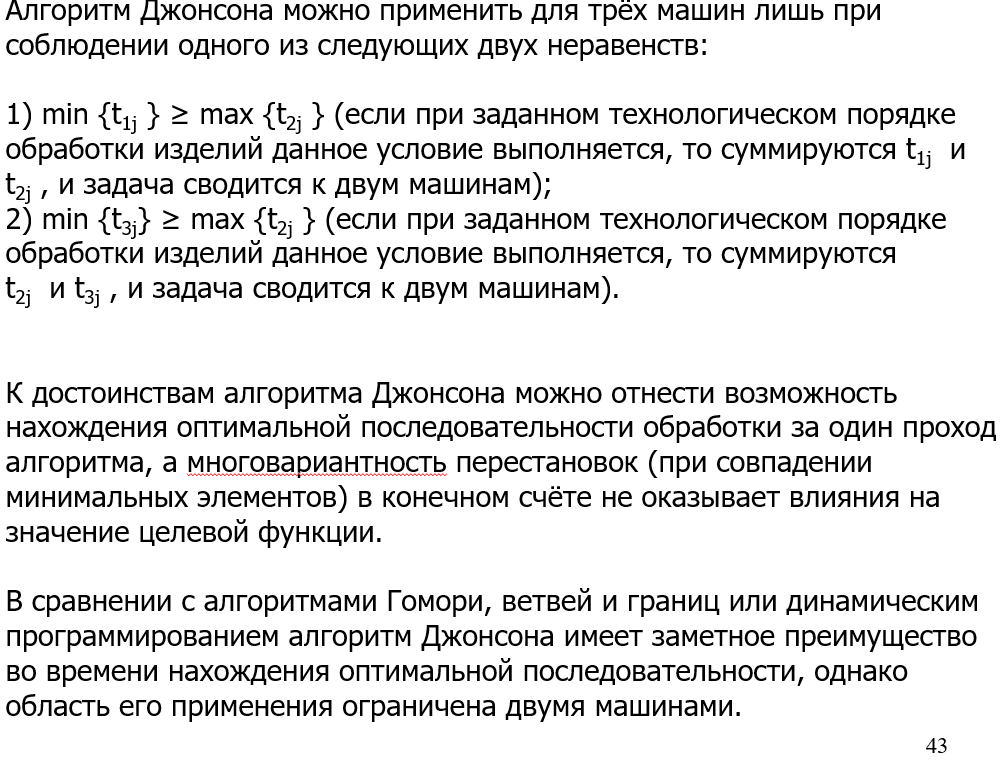 Алгоритм Джонсона можно применить для трёх машин лишь при
соблюдении одного из следующих двух неравенств:
1) min {t1j } ≥ max {t2j } (если при заданном технологическом порядке
обработки изделий данное условие выполняется, то суммируются t1j и
t2j , и задача сводится к двум машинам);
2) min {t3j} ≥ max {t2j } (если при заданном технологическом порядке
обработки изделий данное условие выполняется, то суммируются
t2j и t3j , и задача сводится к двум машинам).
К достоинствам алгоритма Джонсона можно отнести возможность
нахождения оптимальной последовательности обработки за один проход
алгоритма, а многовариантность перестановок (при совпадении
минимальных элементов) в конечном счёте не оказывает влияния на
значение целевой функции.
В сравнении с алгоритмами Гомори, ветвей и границ или динамическим
программированием алгоритм Джонсона имеет заметное преимущество
во времени нахождения оптимальной последовательности, однако
область его применения ограничена двумя машинами.
43